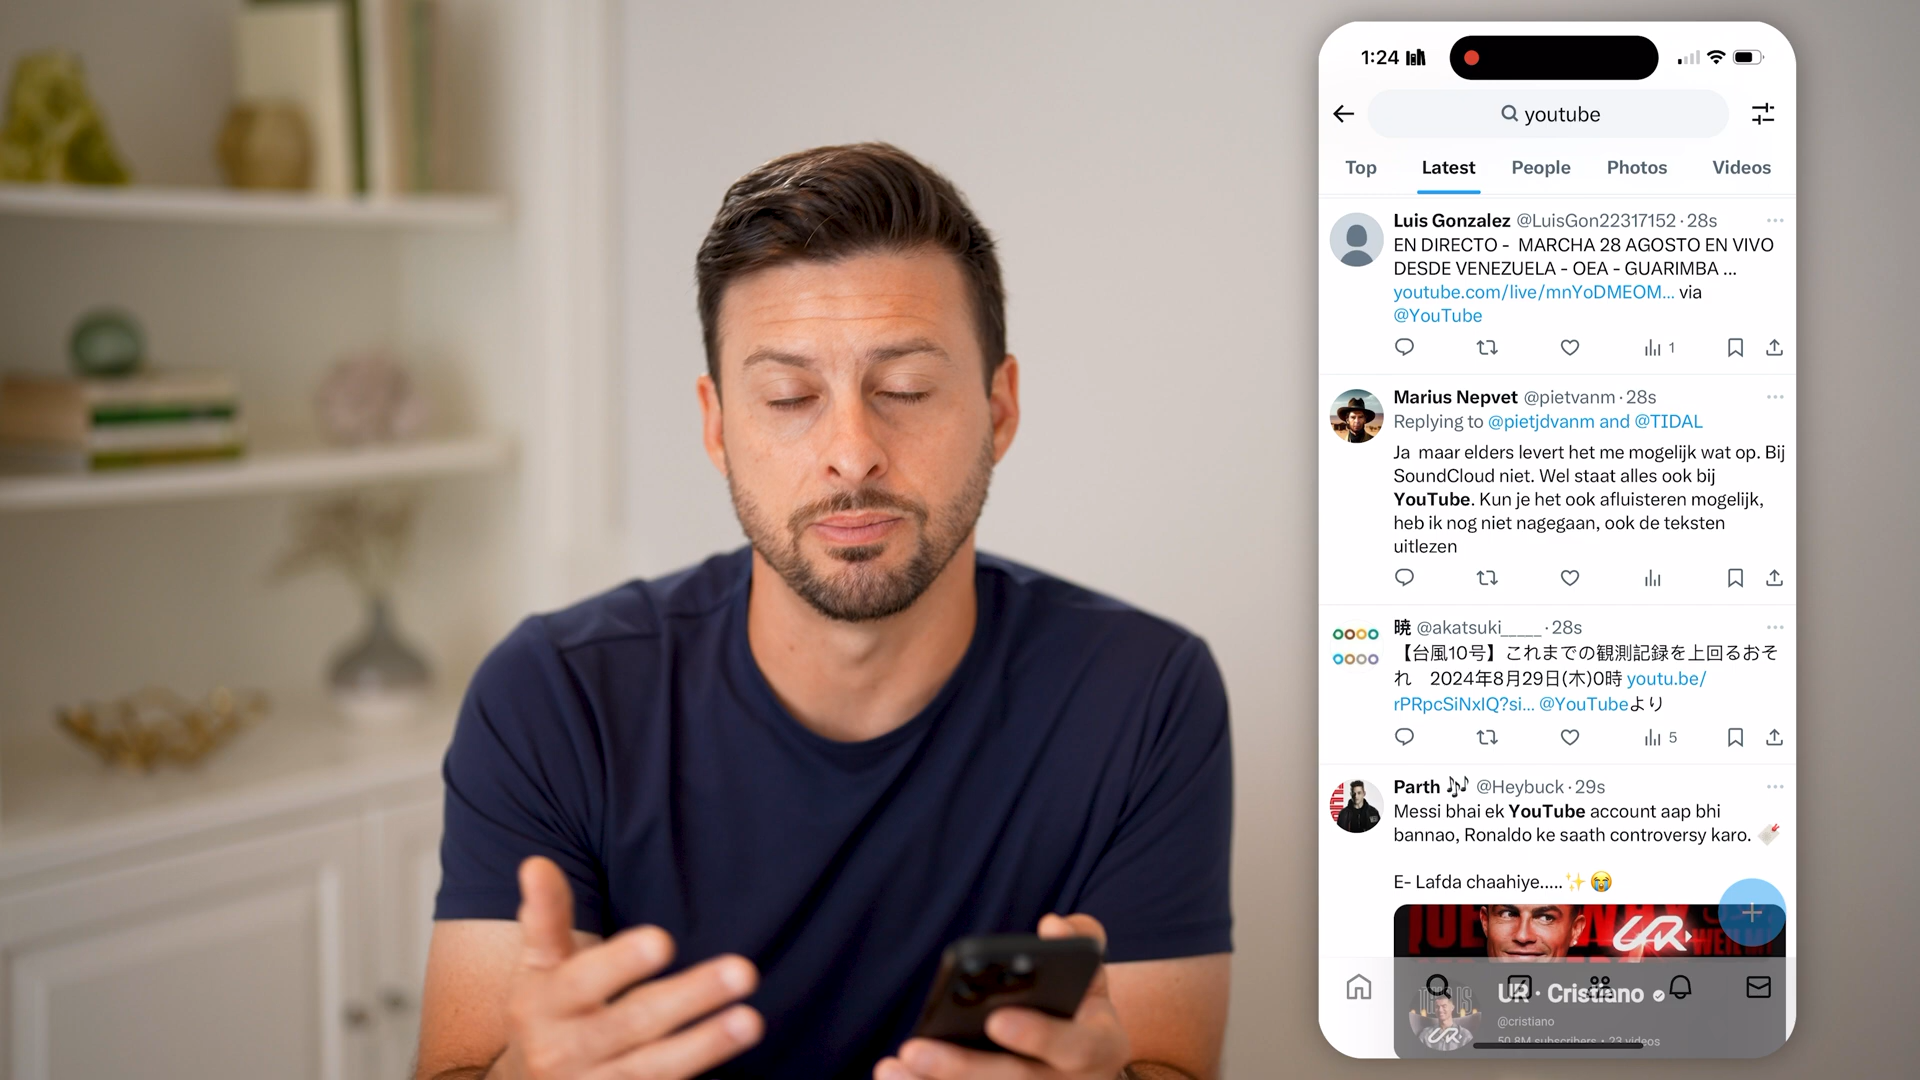 1:24
youtube
Top Latest People Photos Videos
Luis Gonzalez @LuisGon22317152 · 28s
EN DIRECTO - MARCHA 28 AGOSTO EN VIVO
DESDE VENEZUELA - OEA - GUARIMBA ...
youtube.com/live/mnYoDMEOM... via
@YouTube
1
Marius Nepvet @pietvanm · 28s
Replying to @pietjdvanm and @TIDAL
Ja maar elders levert het me mogelijk wat op. Bij
SoundCloud niet. Wel staat alles ook bij
YouTube. Kun je het ook afluisteren mogelijk,
heb ik nog niet nagegaan, ook de teksten
uitlezen
暁 @akatsuki_____ · 28s
【台風10号】これまでの観測記録を上回るおそ
れ 2024年8月29日(木)0時 youtu.be/
rPRpcSiNxIQ?si... @YouTubeより
5
Parth 🎶 @Heybuck · 29s
Messi bhai ek YouTube account aap bhi
bannao, Ronaldo ke saath controversy karo.
E- Lafda chaahiye.....✨😭
UR
UR · Cristiano
@cristiano
50.8M subscribers · 23 videos